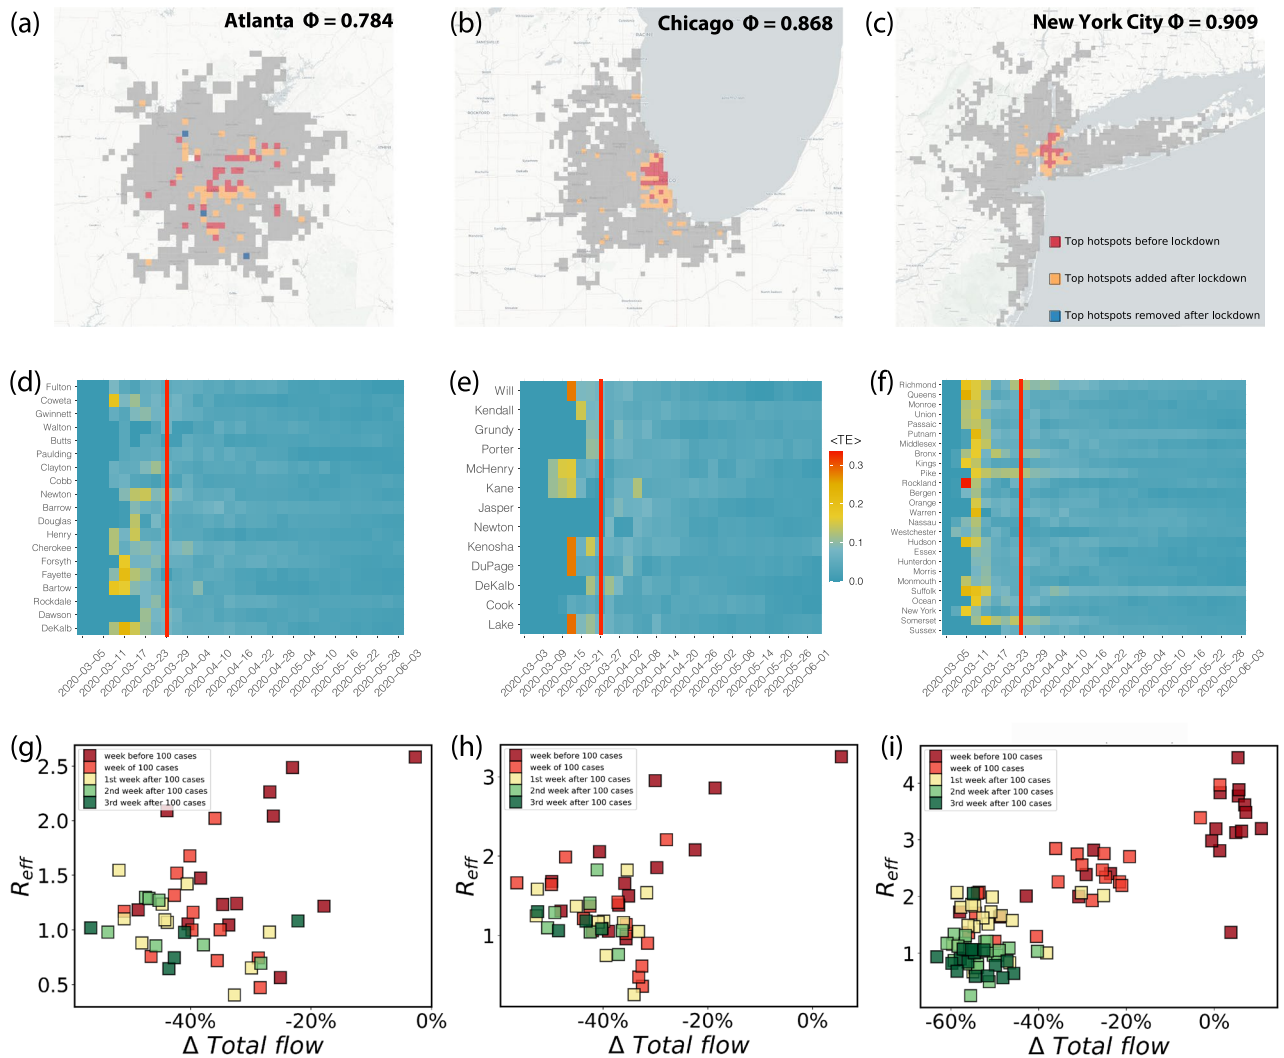 (a)
Atlanta Φ = 0.784
(b)
Chicago Φ = 0.868
(c)
New York City Φ = 0.909
Top hotspots before lockdown
Top hotspots added after lockdown
Top hotspots removed after lockdown
(d)
Fulton
Coweta
Gwinnett
Walton
Butts
Paulding
Clayton
Cobb
Newton
Barrow
Douglas
Henry
Cherokee
Forsyth
Fayette
Bartow
Rockdale
Dawson
DeKalb
2020-03-05
2020-03-11
2020-03-17
2020-03-23
2020-03-29
2020-04-04
2020-04-10
2020-04-16
2020-04-22
2020-04-28
2020-05-04
2020-05-10
2020-05-16
2020-05-22
2020-05-28
2020-06-03
(e)
Will
Kendall
Grundy
Porter
McHenry
Kane
Jasper
Newton
Kenosha
DuPage
DeKalb
Cook
Lake
2020-03-03
2020-03-09
2020-03-15
2020-03-21
2020-03-27
2020-04-02
2020-04-08
2020-04-14
2020-04-20
2020-04-26
2020-05-02
2020-05-08
2020-05-14
2020-05-20
2020-05-26
2020-06-01
<TE>
0.3
0.2
0.1
0.0
(f)
Richmond
Queens
Monroe
Union
Passaic
Putnam
Middlesex
Bronx
Kings
Pike
Rockland
Bergen
Orange
Warren
Nassau
Westchester
Hudson
Essex
Hunterdon
Morris
Monmouth
Suffolk
Ocean
New York
Somerset
Sussex
2020-03-05
2020-03-11
2020-03-17
2020-03-23
2020-03-29
2020-04-04
2020-04-10
2020-04-16
2020-04-22
2020-04-28
2020-05-04
2020-05-10
2020-05-16
2020-05-22
2020-05-28
2020-06-03
(g)
week before 100 cases
week of 100 cases
1st week after 100 cases
2nd week after 100 cases
3rd week after 100 cases
2.5
2.0
1.5
1.0
0.5
R_eff
-40%
-20%
0%
Δ Total flow
(h)
week before 100 cases
week of 100 cases
1st week after 100 cases
2nd week after 100 cases
3rd week after 100 cases
3
2
1
R_eff
-40%
-20%
0%
Δ Total flow
(i)
week before 100 cases
week of 100 cases
1st week after 100 cases
2nd week after 100 cases
3rd week after 100 cases
4
3
2
1
R_eff
-60%
-40%
-20%
0%
Δ Total flow